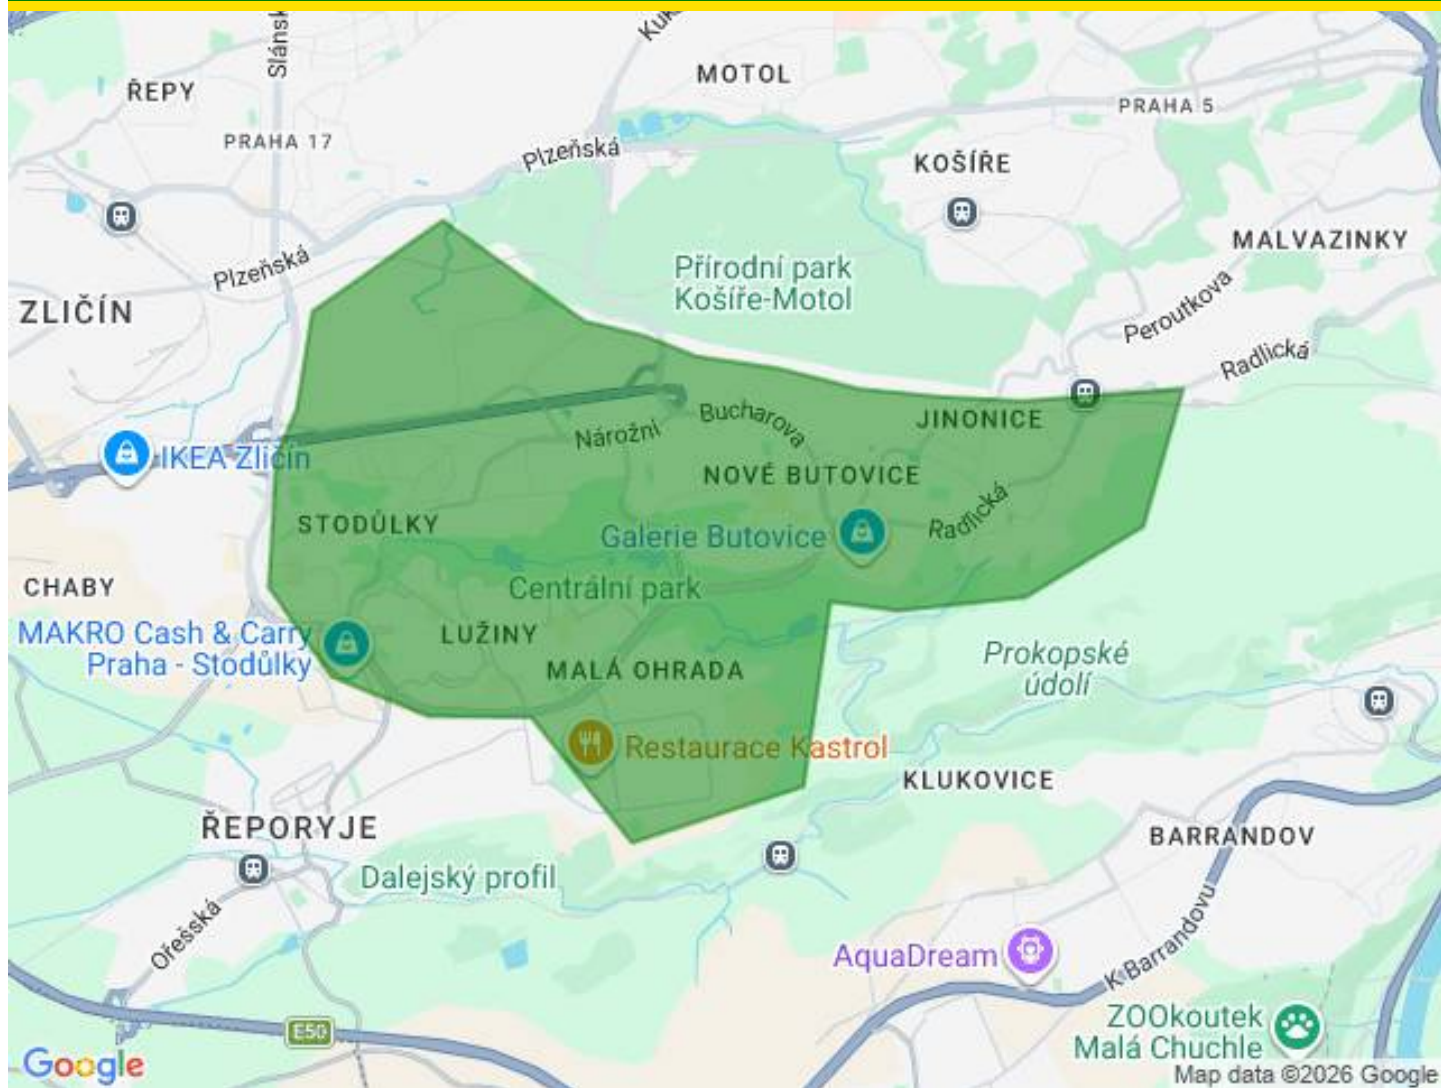 Slánsk
Kuk
MOTOL
ŘEPY
PRAHA 5
PRAHA 17
Plzeňská
KOŠÍŘE
MALVAZINKY
Plzeňská
Přírodní park
Košíře-Motol
ZLIČÍN
Peroutkova
Radlická
Bucharova
JINONICE
Nárožní
IKEA Zličín
NOVÉ BUTOVICE
STODŮLKY
Radlická
Galerie Butovice
CHABY
Centrální park
MAKRO Cash & Carry
Praha - Stodůlky
LUŽINY
MALÁ OHRADA
Prokopské
údolí
Restaurace Kastrol
KLUKOVICE
ŘEPORYJE
BARRANDOV
Dalejský profil
Ořešská
AquaDream
K Barrandovu
ZOOkoutek
Malá Chuchle
E50
Google
Map data ©2026 Google